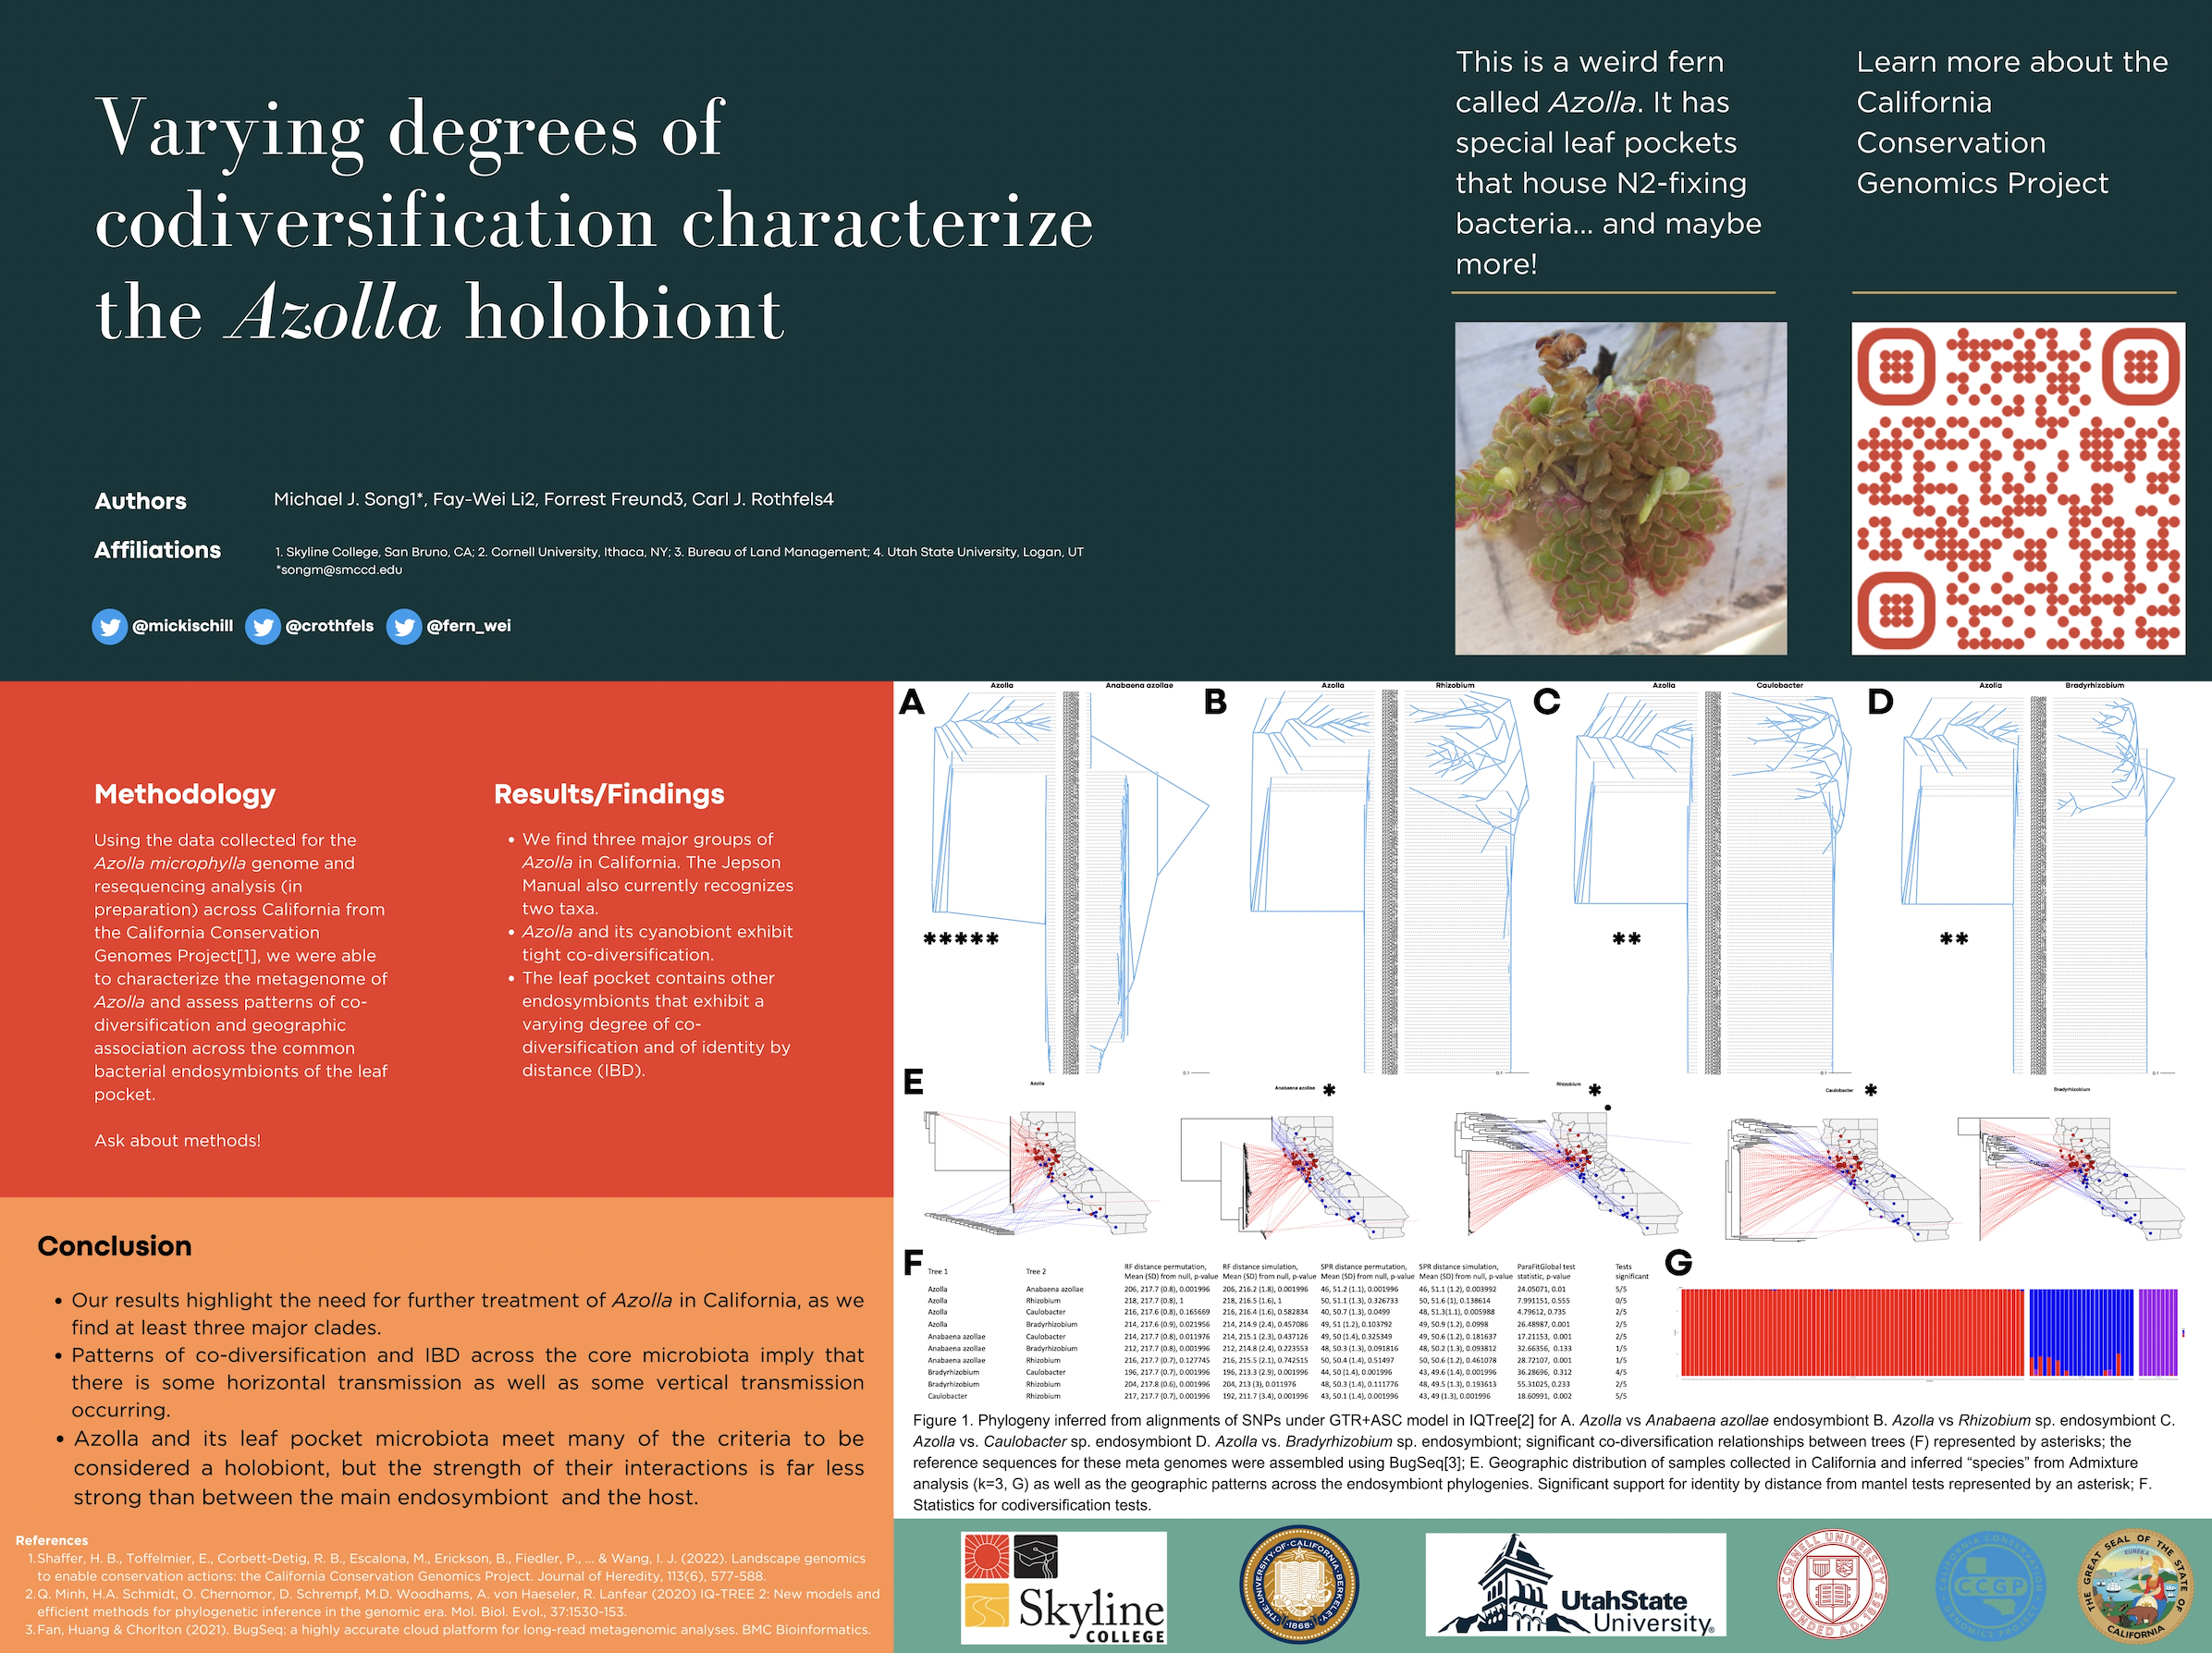 Varying degrees of
codiversification characterize
the Azolla holobiont
Authors
Michael J. Song1*, Fay-Wei Li2, Forrest Freund3, Carl J. Rothfels4
Affiliations
1. Skyline College, San Bruno, CA; 2. Cornell University, Ithaca, NY; 3. Bureau of Land Management; 4. Utah State University, Logan, UT
*songm@smccd.edu
@mickischill @crothfels @fern_wei
This is a weird fern
called Azolla. It has
special leaf pockets
that house N2-fixing
bacteria... and maybe
more!
Learn more about the
California
Conservation
Genomics Project
Methodology
Using the data collected for the
Azolla microphylla genome and
resequencing analysis (in
preparation) across California from
the California Conservation
Genomes Project[1], we were able
to characterize the metagenome of
Azolla and assess patterns of co-
diversification and geographic
association across the common
bacterial endosymbionts of the leaf
pocket.
Ask about methods!
Results/Findings
• We find three major groups of
Azolla in California. The Jepson
Manual also currently recognizes
two taxa.
• Azolla and its cyanobiont exhibit
tight co-diversification.
• The leaf pocket contains other
endosymbionts that exhibit a
varying degree of co-
diversification and of identity by
distance (IBD).
Conclusion
• Our results highlight the need for further treatment of Azolla in California, as we
find at least three major clades.
• Patterns of co-diversification and IBD across the core microbiota imply that
there is some horizontal transmission as well as some vertical transmission
occurring.
• Azolla and its leaf pocket microbiota meet many of the criteria to be
considered a holobiont, but the strength of their interactions is far less
strong than between the main endosymbiont and the host.
References
1. Shaffer, H. B., Toffelmier, E., Corbett-Detig, R. B., Escalona, M., Erickson, B., Fiedler, P., ... & Wang, I. J. (2022). Landscape genomics
to enable conservation actions: the California Conservation Genomics Project. Journal of Heredity, 113(6), 577-588.
2. Q. Minh, H.A. Schmidt, O. Chernomor, D. Schrempf, M.D. Woodhams, A. von Haeseler, R. Lanfear (2020) IQ-TREE 2: New models and
efficient methods for phylogenetic inference in the genomic era. Mol. Biol. Evol., 37:1530-153.
3. Fan, Huang & Chorlton (2021). BugSeq: a highly accurate cloud platform for long-read metagenomic analyses. BMC Bioinformatics.
A Azolla Anabaena azollae
B Azolla Rhizobium
C Azolla Caulobacter
D Azolla Bradyrhizobium
*****
**
**
0.1 0.1 0.1 0.1
E Azolla Anabaena azollae * Rhizobium * Caulobacter * Bradyrhizobium
F
Tree 1 Tree 2 RF distance permutation, Mean (SD) from null, p-value RF distance simulation, Mean (SD) from null, p-value SPR distance permutation, Mean (SD) from null, p-value SPR distance simulation, Mean (SD) from null, p-value ParaFitGlobal test statistic, p-value Tests significant
Azolla Anabaena azollae 206, 217.7 (0.8), 0.001996 206, 216.2 (1.8), 0.001996 46, 51.2 (1.1), 0.001996 46, 51.1 (1.2), 0.003992 24.05071, 0.01 5/5
Azolla Rhizobium 218, 217.7 (0.8), 1 218, 216.5 (1.6), 1 50, 51.1 (1.3), 0.326733 50, 51.6 (1), 0.138614 7.991151, 0.555 0/5
Azolla Caulobacter 216, 217.6 (0.8), 0.165669 216, 216.4 (1.6), 0.582834 40, 50.7 (1.3), 0.0499 48, 51.3(1.1), 0.005988 4.79612, 0.735 2/5
Azolla Bradyrhizobium 214, 217.6 (0.9), 0.021956 214, 214.9 (2.4), 0.457086 49, 51 (1.2), 0.103792 49, 50.9 (1.2), 0.0998 26.48987, 0.001 2/5
Anabaena azollae Caulobacter 214, 217.7 (0.8), 0.011976 214, 215.1 (2.3), 0.437126 49, 50 (1.4), 0.325349 50, 50.6 (1.2), 0.181637 17.21153, 0.001 2/5
Anabaena azollae Bradyrhizobium 212, 217.7 (0.8), 0.001996 212, 214.8 (2.4), 0.223553 48, 50.3 (1.3), 0.091816 48, 50.2 (1.3), 0.093812 32.66356, 0.133 1/5
Anabaena azollae Rhizobium 216, 217.7 (0.7), 0.127745 216, 215.5 (2.1), 0.742515 50, 50.4 (1.4), 0.51497 50, 50.6 (1.2), 0.461078 28.72107, 0.001 1/5
Bradyrhizobium Caulobacter 196, 217.7 (0.7), 0.001996 196, 213.3 (2.9), 0.001996 44, 50 (1.4), 0.001996 43, 49.6 (1.4), 0.001996 36.28696, 0.312 4/5
Bradyrhizobium Rhizobium 204, 217.8 (0.6), 0.001996 204, 213 (3), 0.011976 48, 50.3 (1.4), 0.111776 48, 49.5 (1.3), 0.193613 55.31025, 0.233 2/5
Caulobacter Rhizobium 217, 217.7 (0.7), 0.001996 192, 211.7 (3.4), 0.001996 43, 50.1 (1.4), 0.001996 43, 49 (1.3), 0.001996 18.60991, 0.002 5/5
G
Figure 1. Phylogeny inferred from alignments of SNPs under GTR+ASC model in IQTree[2] for A. Azolla vs Anabaena azollae endosymbiont B. Azolla vs Rhizobium sp. endosymbiont C.
Azolla vs. Caulobacter sp. endosymbiont D. Azolla vs. Bradyrhizobium sp. endosymbiont; significant co-diversification relationships between trees (F) represented by asterisks; the
reference sequences for these meta genomes were assembled using BugSeq[3]; E. Geographic distribution of samples collected in California and inferred “species” from Admixture
analysis (k=3, G) as well as the geographic patterns across the endosymbiont phylogenies. Significant support for identity by distance from mantel tests represented by an asterisk; F.
Statistics for codiversification tests.
Skyline
COLLEGE
THE UNIVERSITY OF CALIFORNIA BERKELEY
1868
UtahState
University
CORNELL UNIVERSITY
FOUNDED A.D. 1865
CALIFORNIA CONSERVATION
CCGP
GENOMICS PROJECT
THE GREAT SEAL OF THE STATE OF
CALIFORNIA
EUREKA